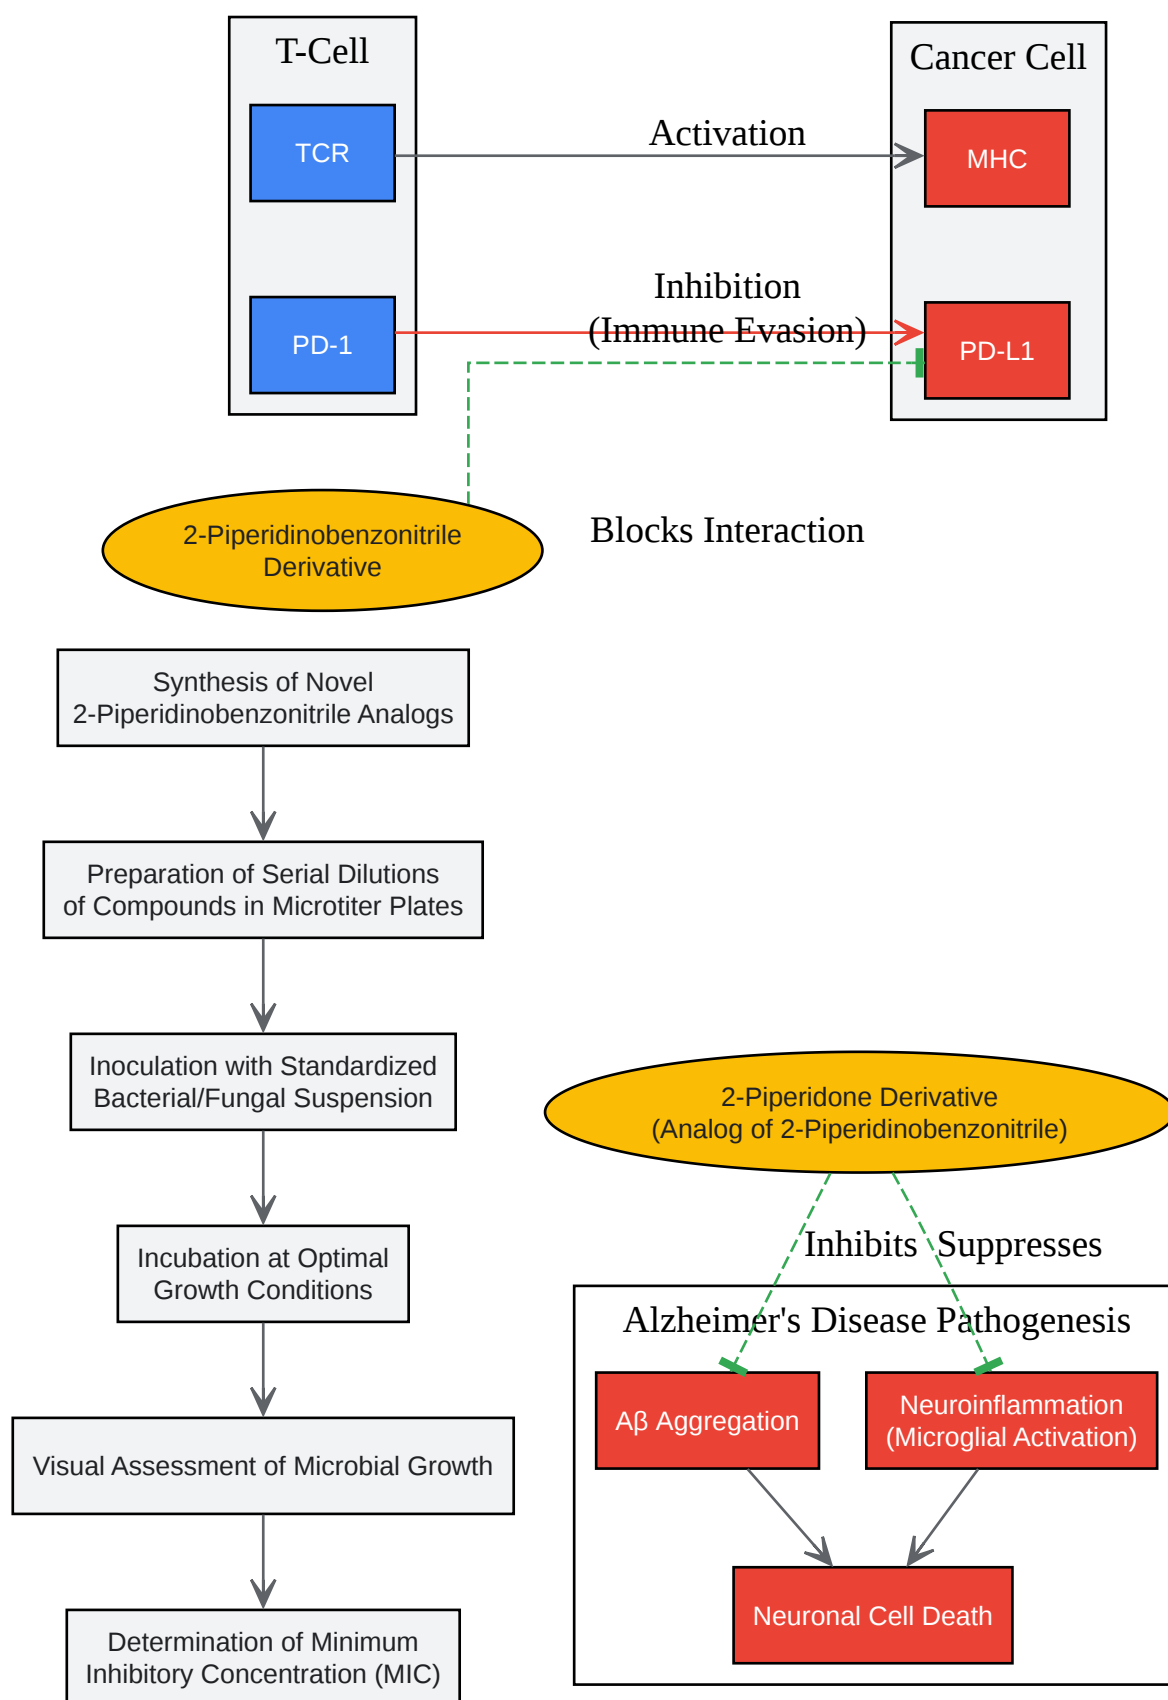 T-Cell
Cancer Cell
TCR
Activation
MHC
Inhibition
(Immune Evasion)
PD-1
PD-L1
2-Piperidinobenzonitrile
Derivative
Blocks Interaction
Synthesis of Novel
2-Piperidinobenzonitrile Analogs
Preparation of Serial Dilutions
of Compounds in Microtiter Plates
Inoculation with Standardized
Bacterial/Fungal Suspension
Incubation at Optimal
Growth Conditions
Visual Assessment of Microbial Growth
Determination of Minimum
Inhibitory Concentration (MIC)
2-Piperidone Derivative
(Analog of 2-Piperidinobenzonitrile)
Inhibits
Suppresses
Alzheimer's Disease Pathogenesis
Aβ Aggregation
Neuroinflammation
(Microglial Activation)
Neuronal Cell Death